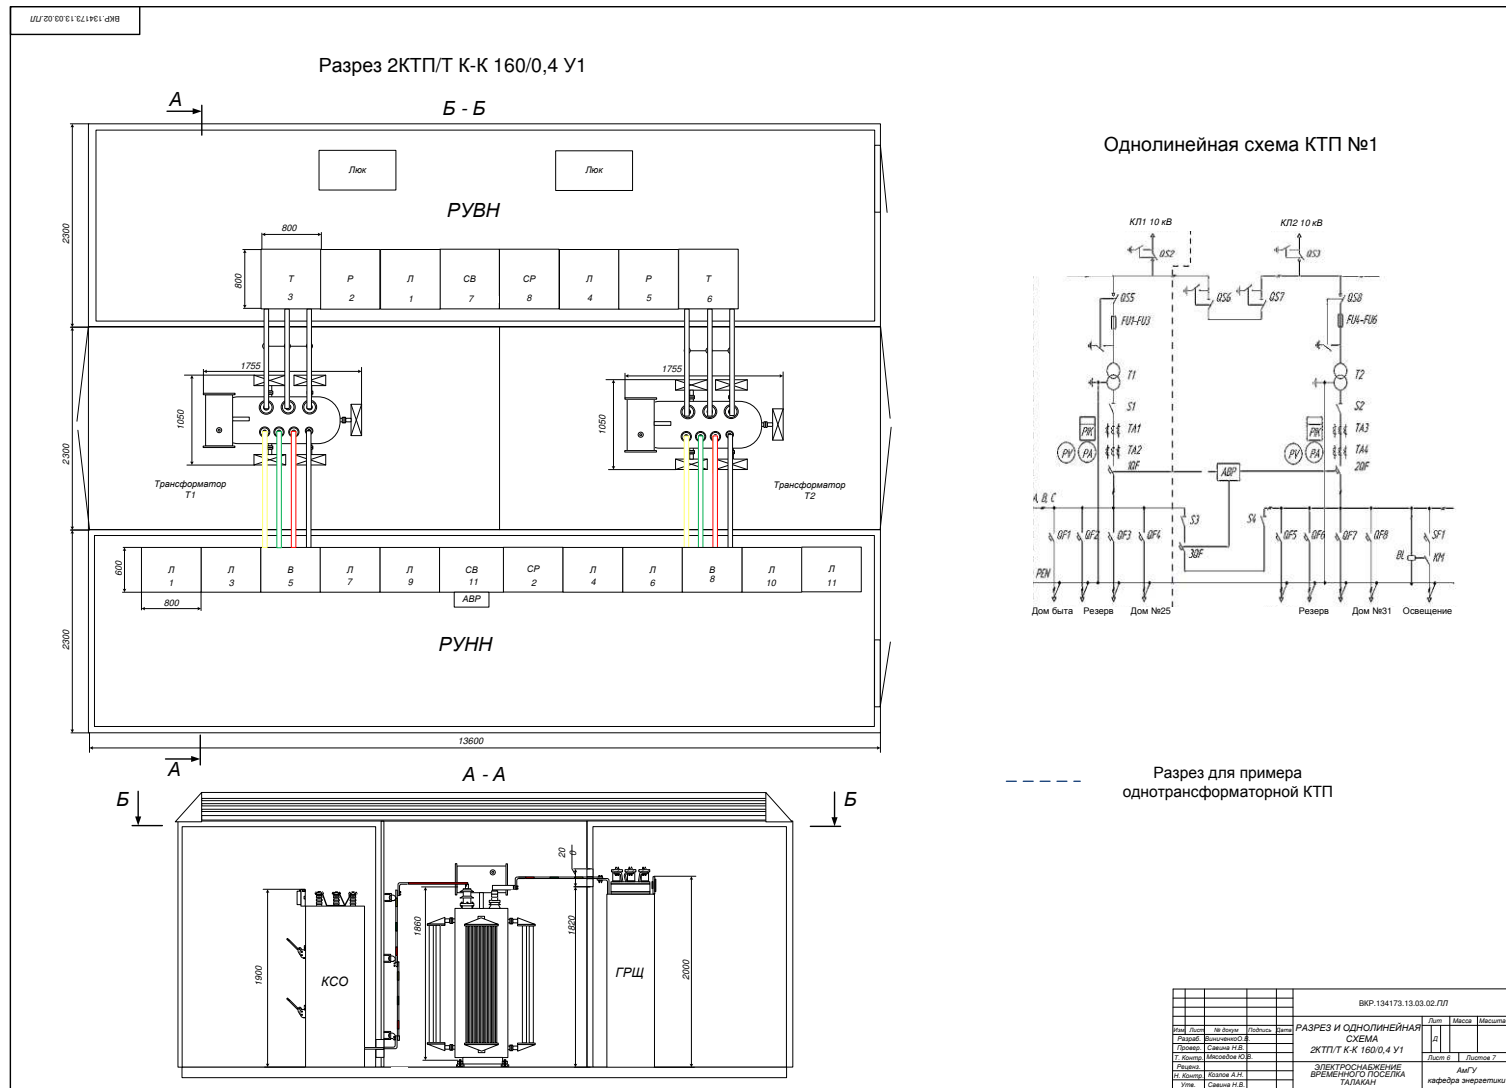 ВКР.134173.13.03.02.ПЛ
Разрез 2КТП/Т К-К 160/0,4 У1
А
Б - Б
Люк
Люк
РУВН
2300
800
800
Т
3
Р
2
Л
1
СВ
7
СР
8
Л
4
Р
5
Т
6
2300
1755
1050
1755
1050
Трансформатор
Т1
Трансформатор
Т2
2300
600
Л
1
Л
3
В
5
Л
7
Л
9
СВ
11
СР
2
Л
4
Л
6
В
8
Л
10
Л
11
800
АВР
РУНН
13600
А
А - А
Б
Б
1900
КСО
1860
20
0
1820
ГРЩ
2000
Однолинейная схема КТП №1
КЛ1 10 кВ
КЛ2 10 кВ
QS2
QS3
QS5
QS6
QS7
QS8
FU1-FU3
FU4-FU6
T1
T2
S1
S2
PIK
TA1
PIK
TA3
PV
PA
TA2
PV
PA
TA4
1QF
АВР
2QF
А, В, С
S3
S4
QF1
QF2
QF3
QF4
3QF
QF5
QF6
QF7
QF8
SF1
BL
KM
PEN
Дом быта
Резерв
Дом №25
Резерв
Дом №31
Освещение
Разрез для примера
однотрансформаторной КТП
ВКР.134173.13.03.02.ПЛ
Изм
Лист
№ докум
Подпись
Дата
РАЗРЕЗ И ОДНОЛИНЕЙНАЯ
СХЕМА
2КТП/Т К-К 160/0,4 У1
Лит
Масса
Масштаб
Д
Разраб.
ВиниченкоО.В.
Провер.
Савина Н.В.
Т. Контр.
Мясоедов Ю.В.
Лист 6
Листов 7
Реценз.
Н. Контр.
Козлов А.Н.
Утв.
Савина Н.В.
ЭЛЕКТРОСНАБЖЕНИЕ
ВРЕМЕННОГО ПОСЕЛКА
ТАЛАКАН
АмГУ
кафедра энергетики